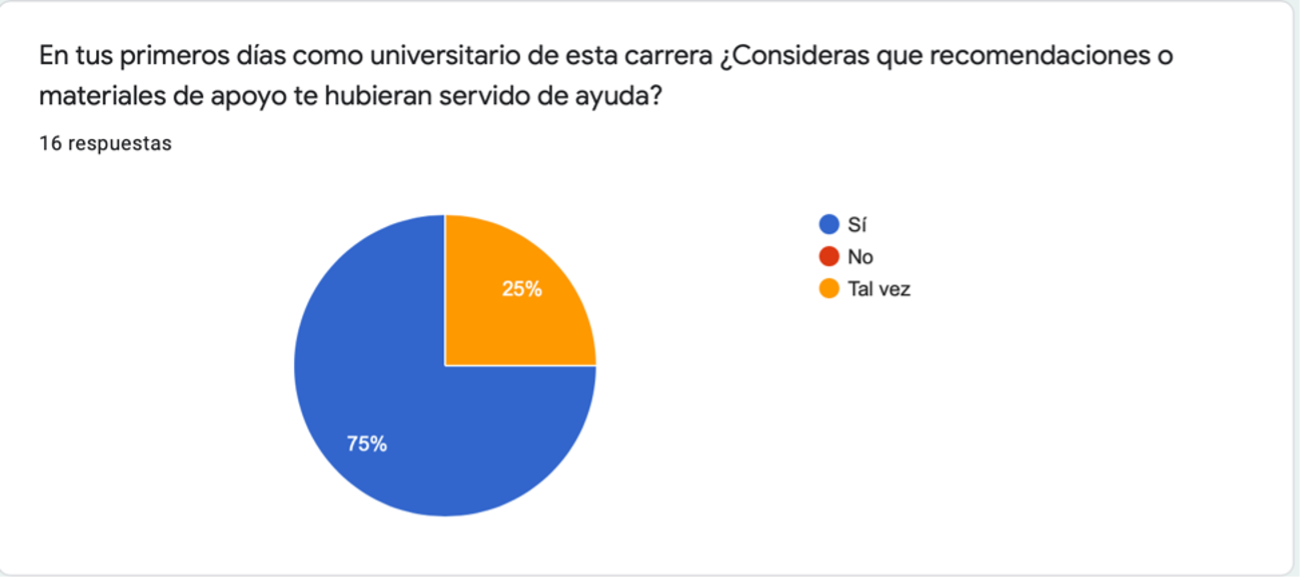 En tus primeros días como universitario de esta carrera ¿Consideras que recomendaciones o
materiales de apoyo te hubieran servido de ayuda?
16 respuestas
Sí
No
Tal vez
25%
75%